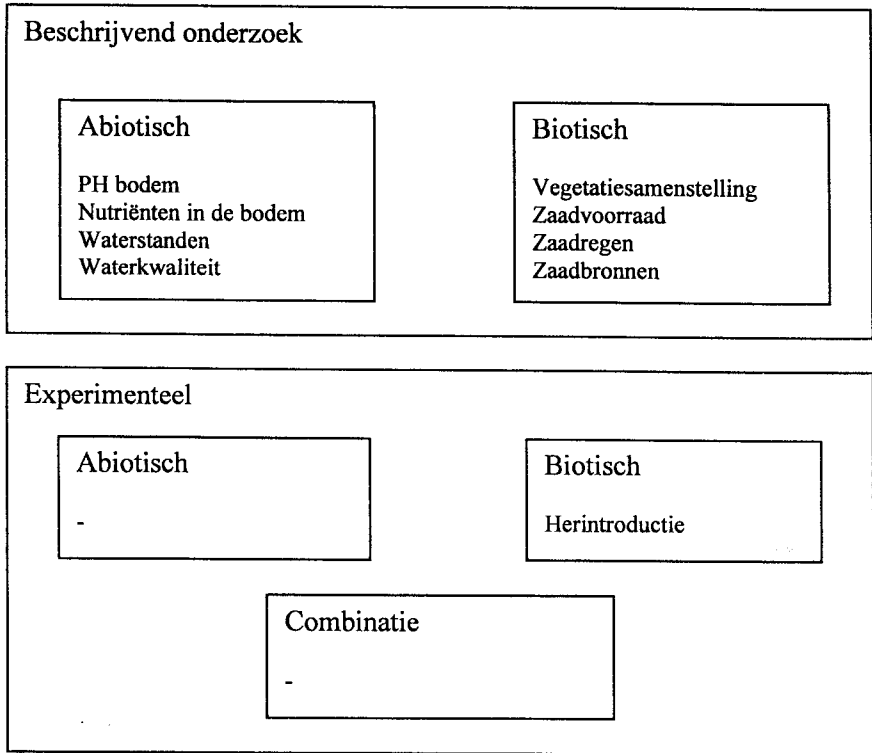 Beschrijvend onderzoek
Abiotisch
PH bodem
Nutriënten in de bodem
Waterstanden
Waterkwaliteit
Biotisch
Vegetatiesamenstelling
Zaadvoorraad
Zaadregen
Zaadbronnen
Experimenteel
Abiotisch
-
Biotisch
Herintroductie
Combinatie
-